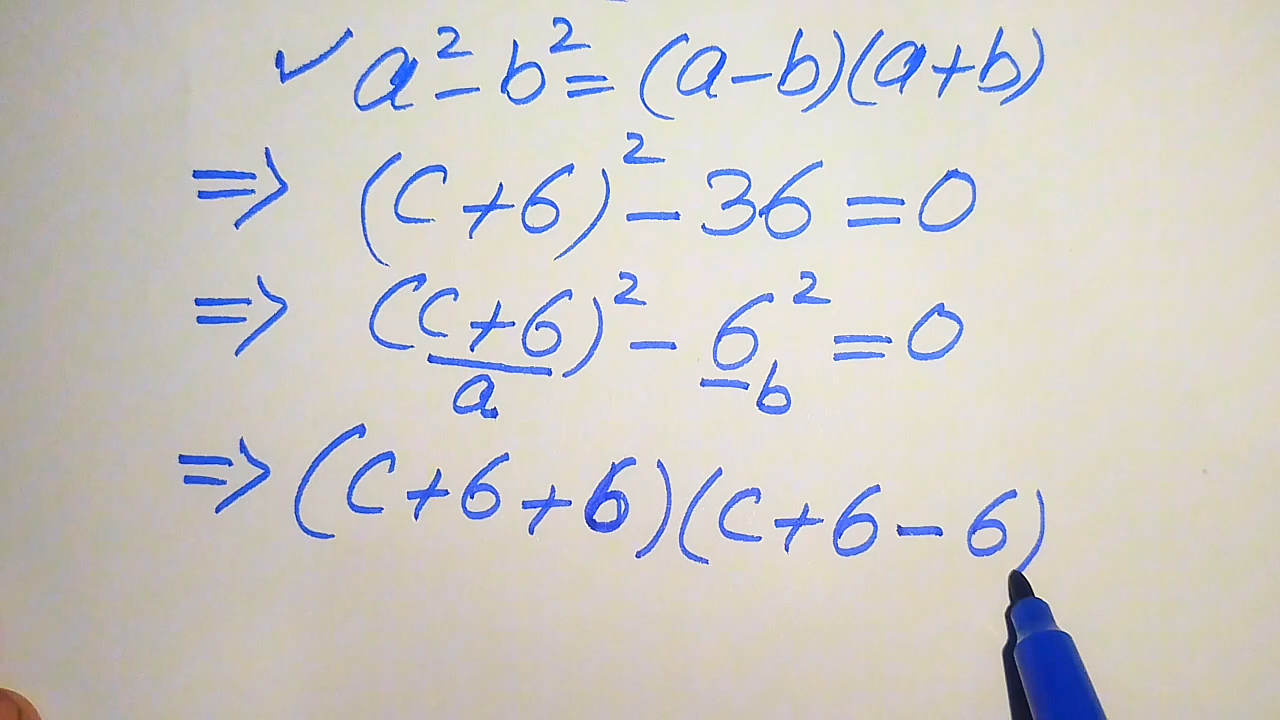 ✓ a² - b² = (a-b)(a+b)
⇒ (c+6)² - 36 = 0
⇒ (c+6)² - 6² = 0
a b
⇒ (c+6+6)(c+6-6)